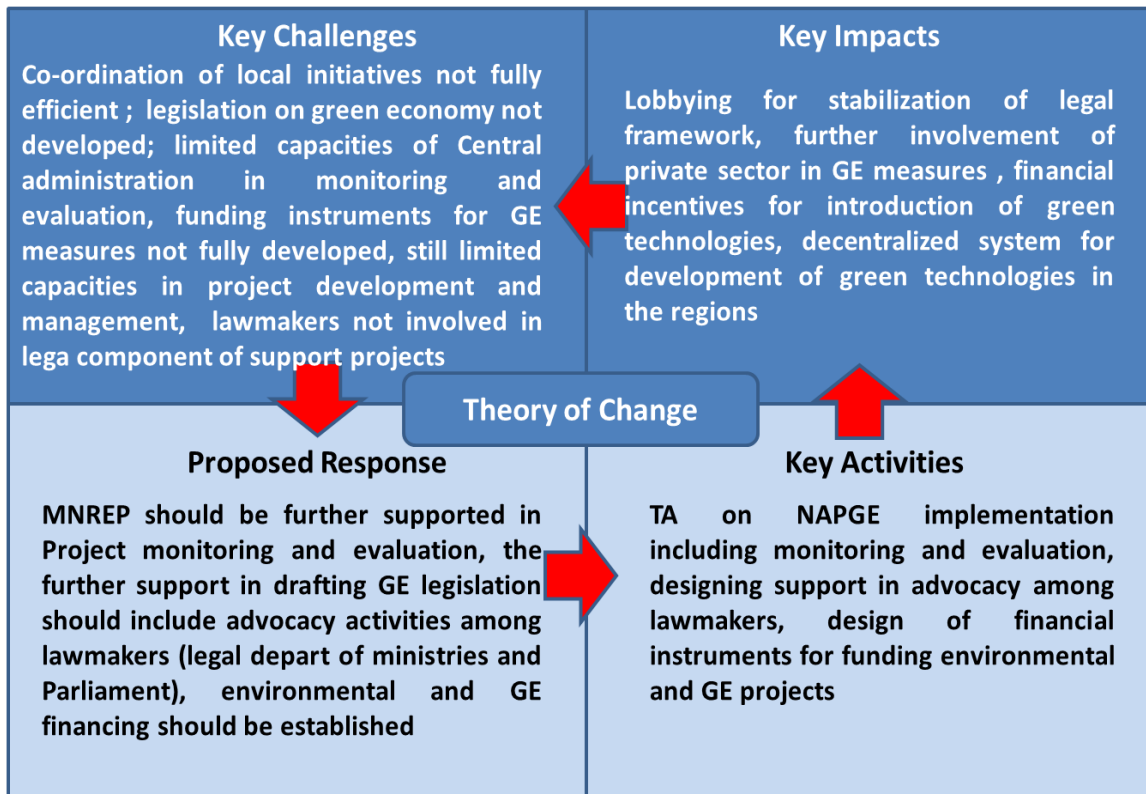 Key Challenges
Co-ordination of local initiatives not fully
efficient ; legislation on green economy not
developed; limited capacities of Central
administration in monitoring and
evaluation, funding instruments for GE
measures not fully developed, still limited
capacities in project development and
management, lawmakers not involved in
lega component of support projects
Key Impacts
Lobbying for stabilization of legal
framework, further involvement of
private sector in GE measures , financial
incentives for introduction of green
technologies, decentralized system for
development of green technologies in
the regions
Theory of Change
Proposed Response
MNREP should be further supported in
Project monitoring and evaluation, the
further support in drafting GE legislation
should include advocacy activities among
lawmakers (legal depart of ministries and
Parliament), environmental and GE
financing should be established
Key Activities
TA on NAPGE implementation
including monitoring and evaluation,
designing support in advocacy among
lawmakers, design of financial
instruments for funding environmental
and GE projects